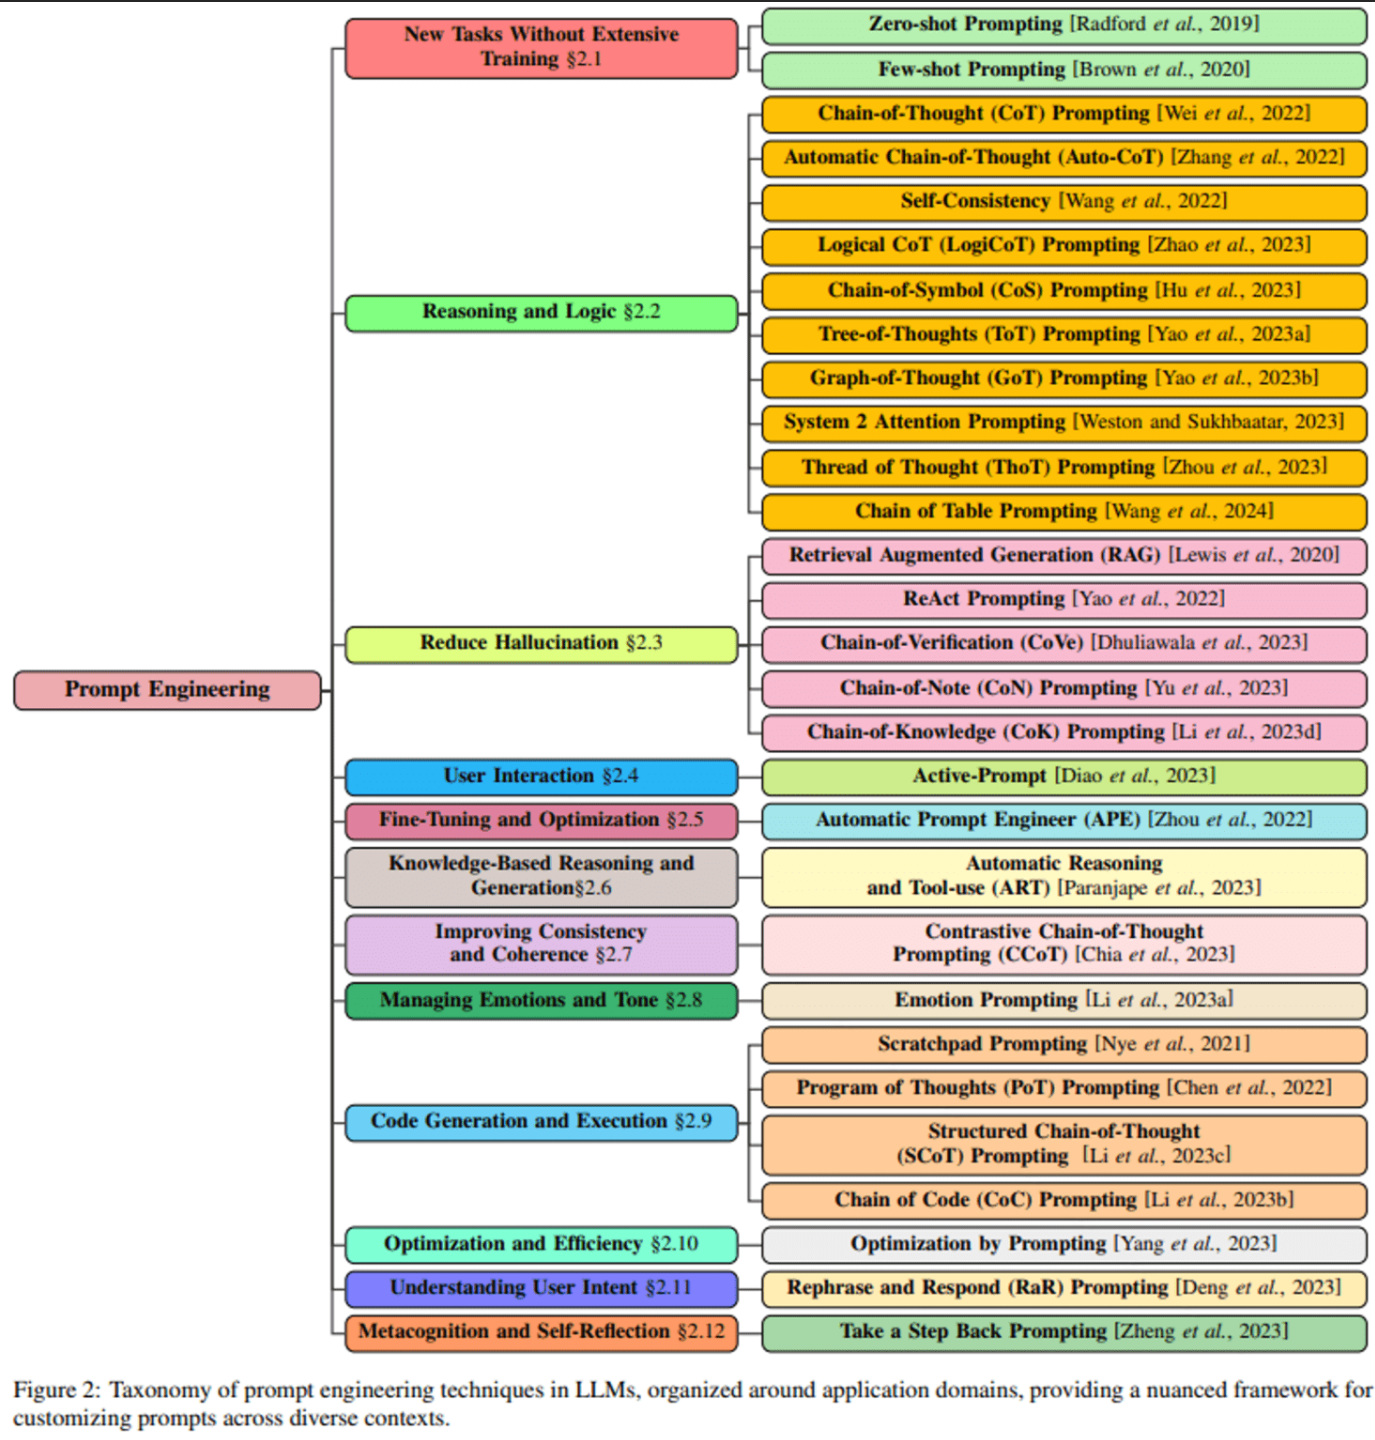 Prompt Engineering
New Tasks Without Extensive
Training §2.1
Zero-shot Prompting [Radford et al., 2019]
Few-shot Prompting [Brown et al., 2020]
Reasoning and Logic §2.2
Chain-of-Thought (CoT) Prompting [Wei et al., 2022]
Automatic Chain-of-Thought (Auto-CoT) [Zhang et al., 2022]
Self-Consistency [Wang et al., 2022]
Logical CoT (LogiCoT) Prompting [Zhao et al., 2023]
Chain-of-Symbol (CoS) Prompting [Hu et al., 2023]
Tree-of-Thoughts (ToT) Prompting [Yao et al., 2023a]
Graph-of-Thought (GoT) Prompting [Yao et al., 2023b]
System 2 Attention Prompting [Weston and Sukhbaatar, 2023]
Thread of Thought (ThoT) Prompting [Zhou et al., 2023]
Chain of Table Prompting [Wang et al., 2024]
Reduce Hallucination §2.3
Retrieval Augmented Generation (RAG) [Lewis et al., 2020]
ReAct Prompting [Yao et al., 2022]
Chain-of-Verification (CoVe) [Dhuliawala et al., 2023]
Chain-of-Note (CoN) Prompting [Yu et al., 2023]
Chain-of-Knowledge (CoK) Prompting [Li et al., 2023d]
User Interaction §2.4
Active-Prompt [Diao et al., 2023]
Fine-Tuning and Optimization §2.5
Automatic Prompt Engineer (APE) [Zhou et al., 2022]
Knowledge-Based Reasoning and
Generation§2.6
Automatic Reasoning
and Tool-use (ART) [Paranjape et al., 2023]
Improving Consistency
and Coherence §2.7
Contrastive Chain-of-Thought
Prompting (CCoT) [Chia et al., 2023]
Managing Emotions and Tone §2.8
Emotion Prompting [Li et al., 2023a]
Code Generation and Execution §2.9
Scratchpad Prompting [Nye et al., 2021]
Program of Thoughts (PoT) Prompting [Chen et al., 2022]
Structured Chain-of-Thought
(SCoT) Prompting [Li et al., 2023c]
Chain of Code (CoC) Prompting [Li et al., 2023b]
Optimization and Efficiency §2.10
Optimization by Prompting [Yang et al., 2023]
Understanding User Intent §2.11
Rephrase and Respond (RaR) Prompting [Deng et al., 2023]
Metacognition and Self-Reflection §2.12
Take a Step Back Prompting [Zheng et al., 2023]
Figure 2: Taxonomy of prompt engineering techniques in LLMs, organized around application domains, providing a nuanced framework for
customizing prompts across diverse contexts.